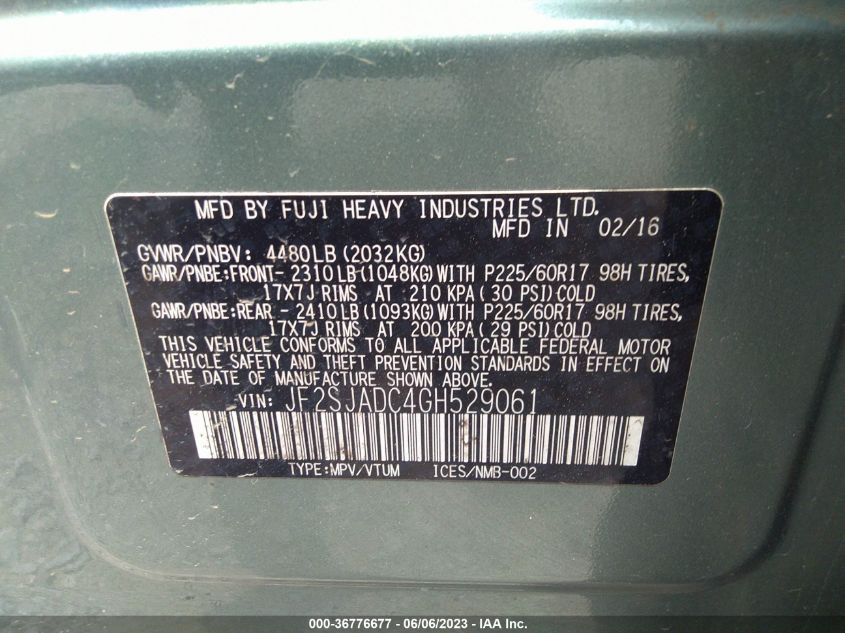 MFD BY FUJI HEAVY INDUSTRIES LTD.
MFD IN 02/16
GVWR/PNBV: 4480LB (2032KG)
GAWR/PNBE:FRONT- 2310LB (1048KG) WITH P225/60R17 98H TIRES,
17X7J RIMS AT 210 KPA ( 30 PSI) COLD
GAWR/PNBE:REAR - 2410LB (1093KG) WITH P225/60R17 98H TIRES,
17X7J RIMS AT 200 KPA ( 29 PSI) COLD
THIS VEHICLE CONFORMS TO ALL APPLICABLE FEDERAL MOTOR
VEHICLE SAFETY AND THEFT PREVENTION STANDARDS IN EFFECT ON
THE DATE OF MANUFACTURE SHOWN ABOVE.
VIN: JF2SJADC4GH529061
TYPE:MPV/VTUM ICES/NMB-002
000-36776677 - 06/06/2023 - IAA Inc.